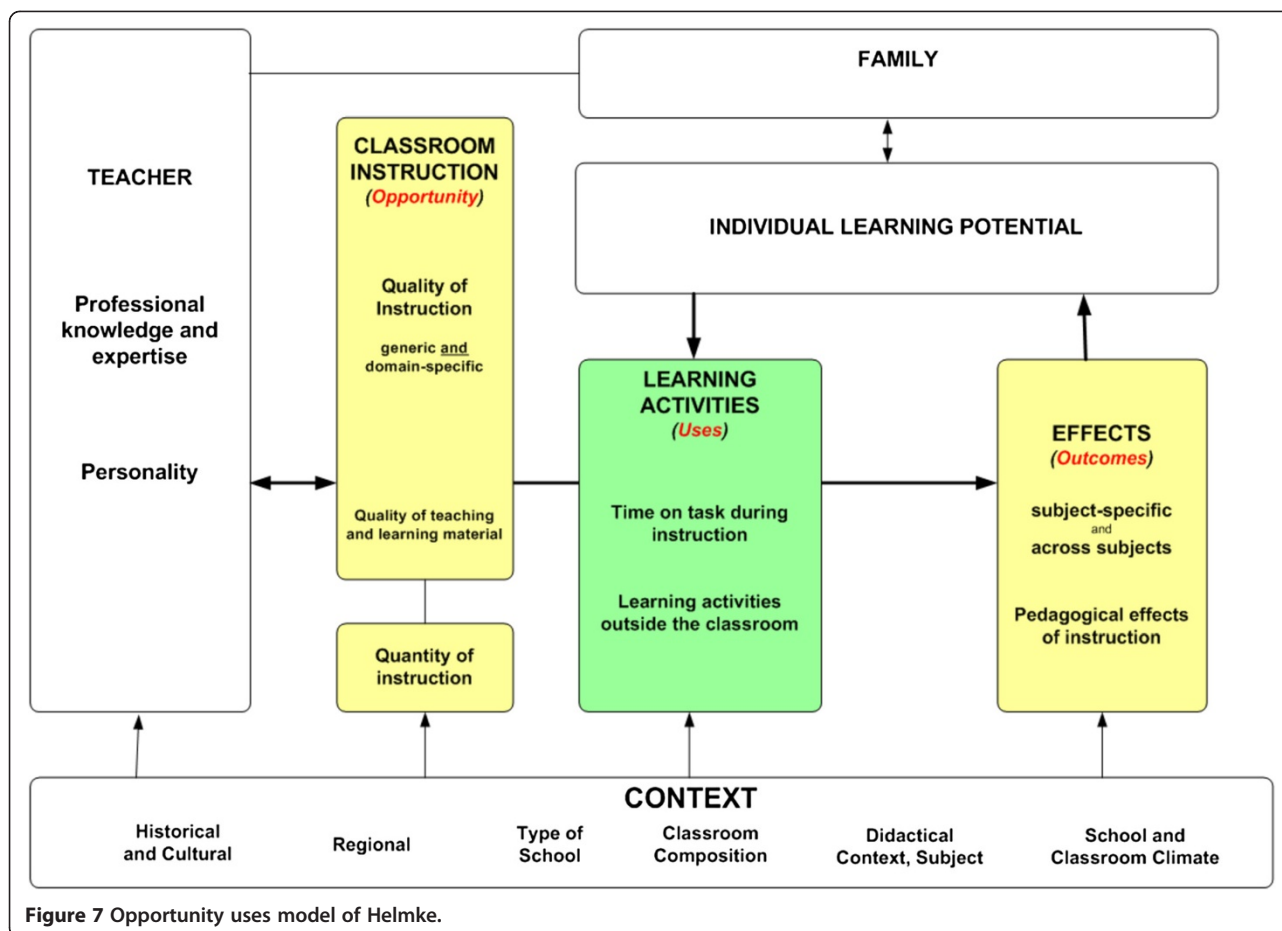 FAMILY
TEACHER
Professional
knowledge and
expertise
Personality
CLASSROOM
INSTRUCTION
(Opportunity)
Quality of
Instruction
generic and
domain-specific
Quality of teaching
and learning material
Quantity of
instruction
INDIVIDUAL LEARNING POTENTIAL
LEARNING
ACTIVITIES
(Uses)
Time on task during
instruction
Learning activities
outside the classroom
EFFECTS
(Outcomes)
subject-specific
and
across subjects
Pedagogical effects
of instruction
CONTEXT
Historical
and Cultural
Regional
Type of
School
Classroom
Composition
Didactical
Context, Subject
School and
Classroom Climate
Figure 7 Opportunity uses model of Helmke.